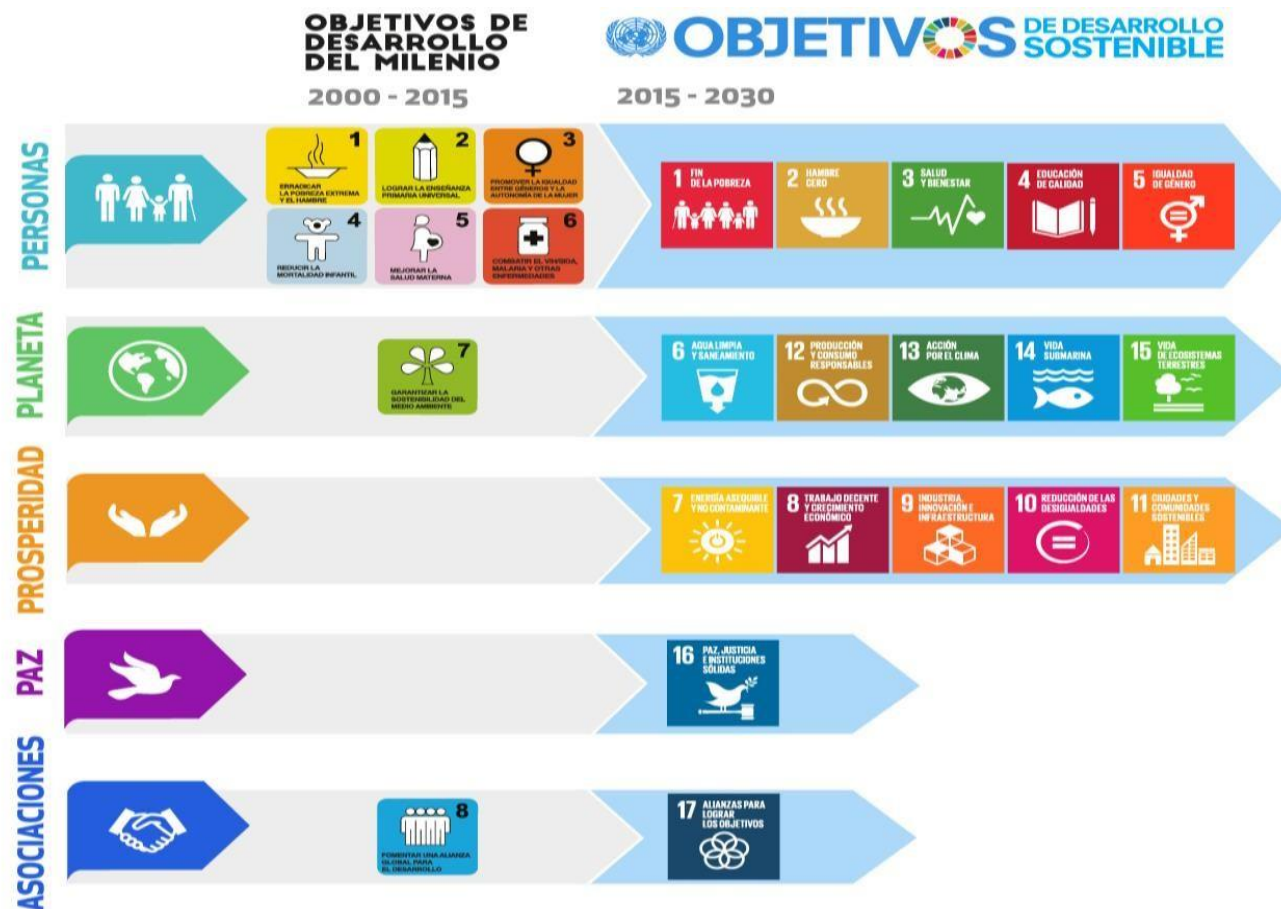 OBJETIVOS DE
DESARROLLO
DEL MILENIO
2000 - 2015
OBJETIVOS DE DESARROLLO
SOSTENIBLE
2015 - 2030
PERSONAS
1
ERRADICAR
LA POBREZA EXTREMA
Y EL HAMBRE
2
LOGRAR LA ENSEÑANZA
PRIMARIA UNIVERSAL
3
PROMOVER LA IGUALDAD
ENTRE GÉNEROS Y LA
AUTONOMÍA DE LA MUJER
4
REDUCIR LA
MORTALIDAD INFANTIL
5
MEJORAR LA
SALUD MATERNA
6
COMBATIR EL VIH/SIDA,
MALARIA Y OTRAS
ENFERMEDADES
1 FIN
DE LA POBREZA
2 HAMBRE
CERO
3 SALUD
Y BIENESTAR
4 EDUCACIÓN
DE CALIDAD
5 IGUALDAD
DE GÉNERO
PLANETA
7
GARANTIZAR LA
SOSTENIBILIDAD DEL
MEDIO AMBIENTE
6 AGUA LIMPIA
Y SANEAMIENTO
12 PRODUCCIÓN
Y CONSUMO
RESPONSABLES
13 ACCIÓN
POR EL CLIMA
14 VIDA
SUBMARINA
15 VIDA
DE ECOSISTEMAS
TERRESTRES
PROSPERIDAD
7 ENERGÍA ASEQUIBLE
Y NO CONTAMINANTE
8 TRABAJO DECENTE
Y CRECIMIENTO
ECONÓMICO
9 INDUSTRIA,
INNOVACIÓN E
INFRAESTRUCTURA
10 REDUCCIÓN DE LAS
DESIGUALDADES
11 CIUDADES Y
COMUNIDADES
SOSTENIBLES
PAZ
16 PAZ, JUSTICIA
E INSTITUCIONES
SÓLIDAS
ASOCIACIONES
8
FOMENTAR UNA ALIANZA
GLOBAL PARA
EL DESARROLLO
17 ALIANZAS PARA
LOGRAR
LOS OBJETIVOS